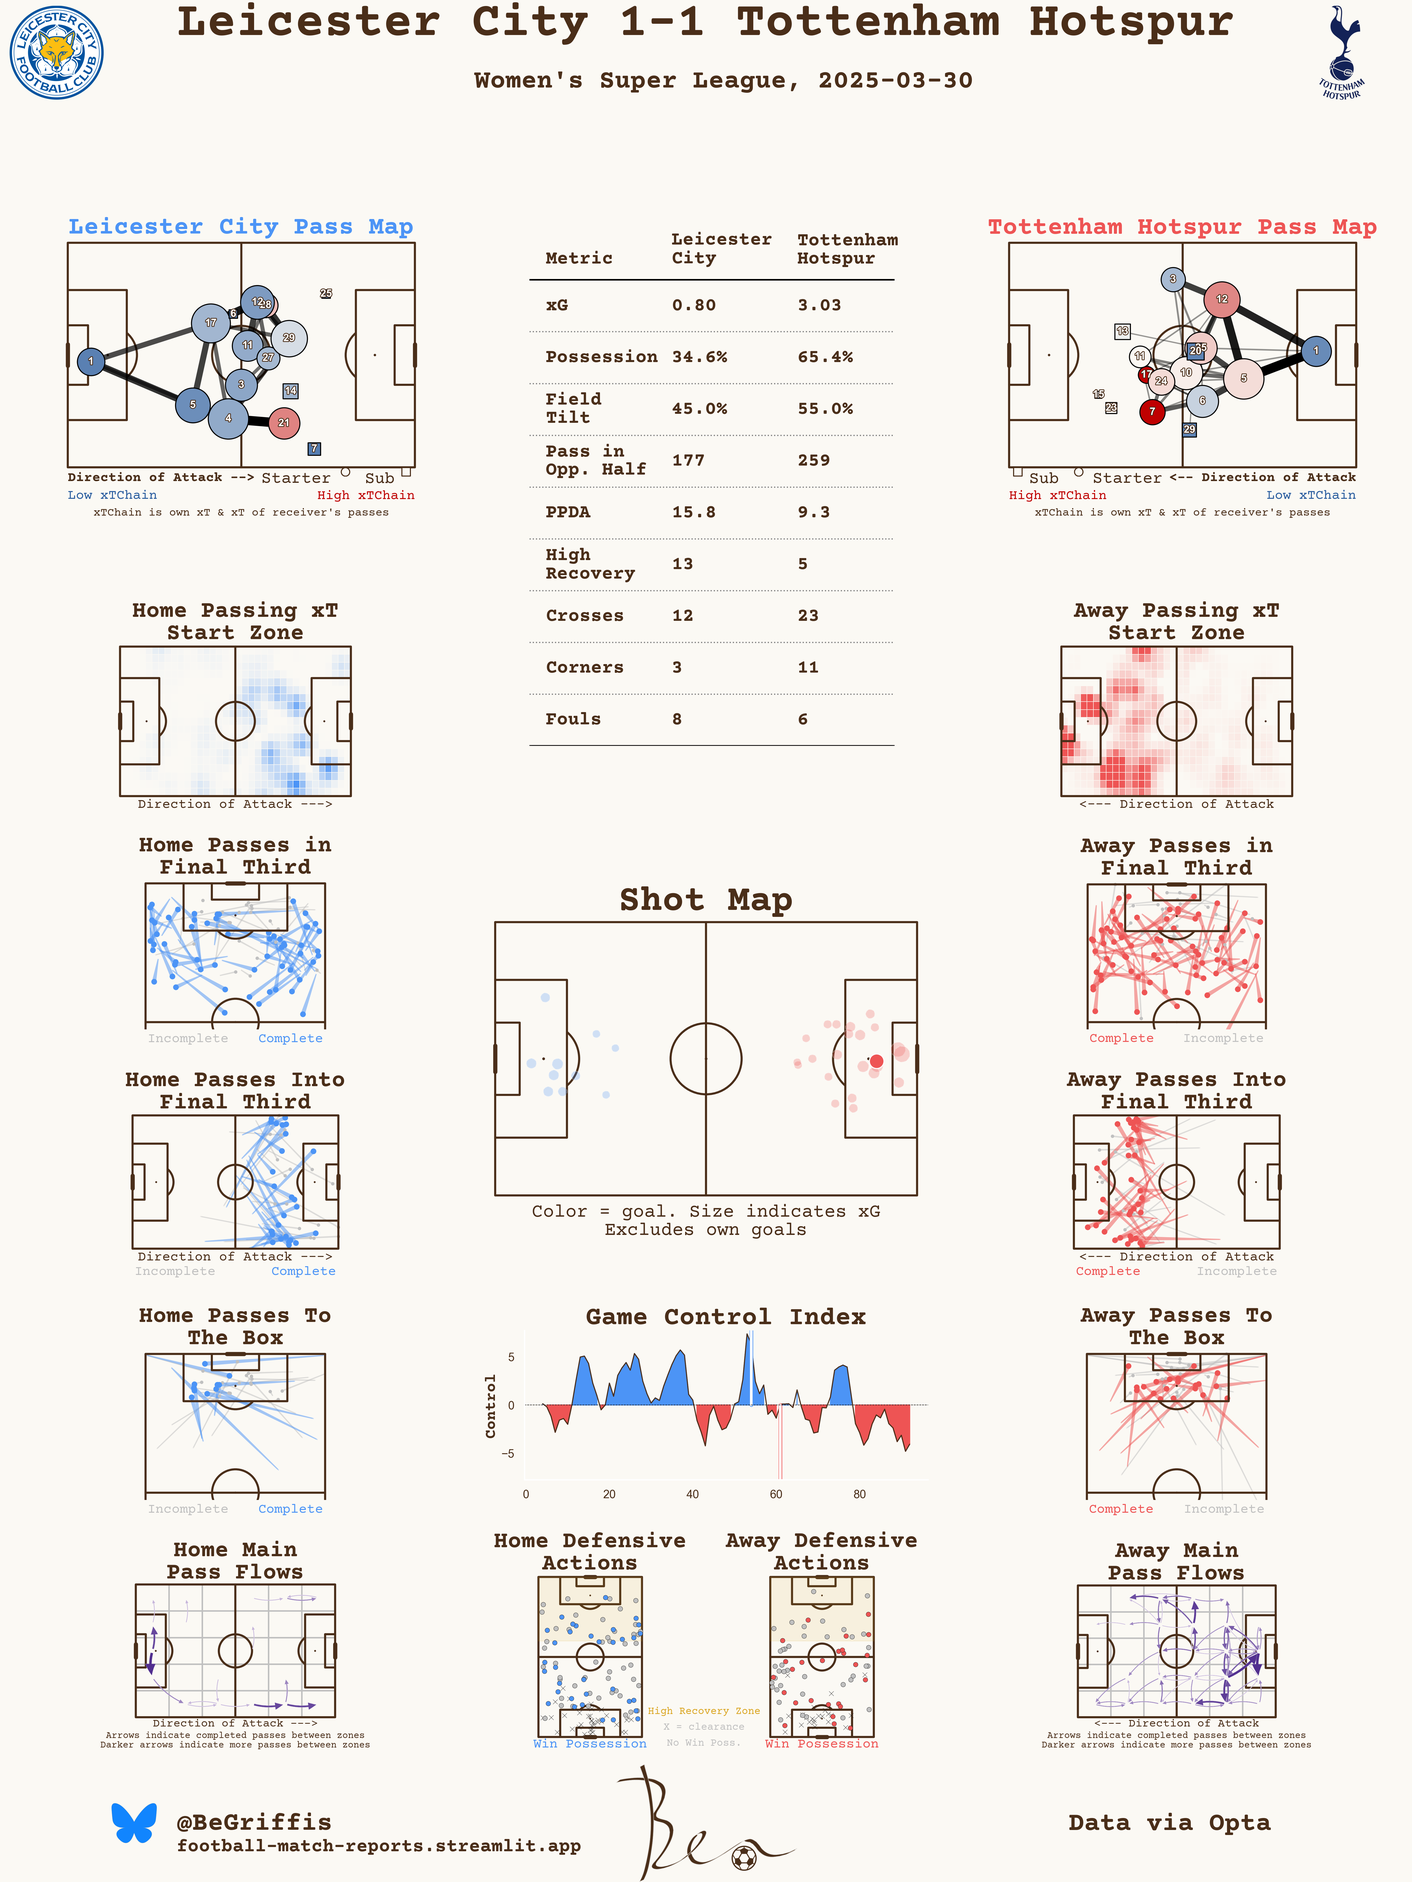 Leicester City 1-1 Tottenham Hotspur
Women's Super League, 2025-03-30
LEICESTER CITY
FOOTBALL CLUB
TOTTENHAM
HOTSPUR
Leicester City Pass Map
1
17
5
4
6
12
28
11
29
27
3
14
21
7
25
Direction of Attack --> Starter Sub
Low xTChain High xTChain
xTChain is own xT & xT of receiver's passes
Metric Leicester City Tottenham Hotspur
xG 0.80 3.03
Possession 34.6% 65.4%
Field Tilt 45.0% 55.0%
Pass in Opp. Half 177 259
PPDA 15.8 9.3
High Recovery 13 5
Crosses 12 23
Corners 3 11
Fouls 8 6
Tottenham Hotspur Pass Map
3
12
13
11
20
1
10
24
5
6
7
15
23
29
Sub Starter <-- Direction of Attack
High xTChain Low xTChain
xTChain is own xT & xT of receiver's passes
Home Passing xT
Start Zone
Direction of Attack --->
Away Passing xT
Start Zone
<--- Direction of Attack
Home Passes in
Final Third
Incomplete Complete
Away Passes in
Final Third
Complete Incomplete
Shot Map
Color = goal. Size indicates xG
Excludes own goals
Home Passes Into
Final Third
Direction of Attack --->
Incomplete Complete
Away Passes Into
Final Third
<--- Direction of Attack
Complete Incomplete
Game Control Index
Control
5
0
−5
0 20 40 60 80
Home Passes To
The Box
Incomplete Complete
Away Passes To
The Box
Complete Incomplete
Home Main
Pass Flows
Direction of Attack --->
Arrows indicate completed passes between zones
Darker arrows indicate more passes between zones
Home Defensive
Actions
Win Possession
Away Defensive
Actions
Win Possession
High Recovery Zone
X = clearance
No Win Poss.
Away Main
Pass Flows
<--- Direction of Attack
Arrows indicate completed passes between zones
Darker arrows indicate more passes between zones
@BeGriffis
football-match-reports.streamlit.app
Ben
Data via Opta